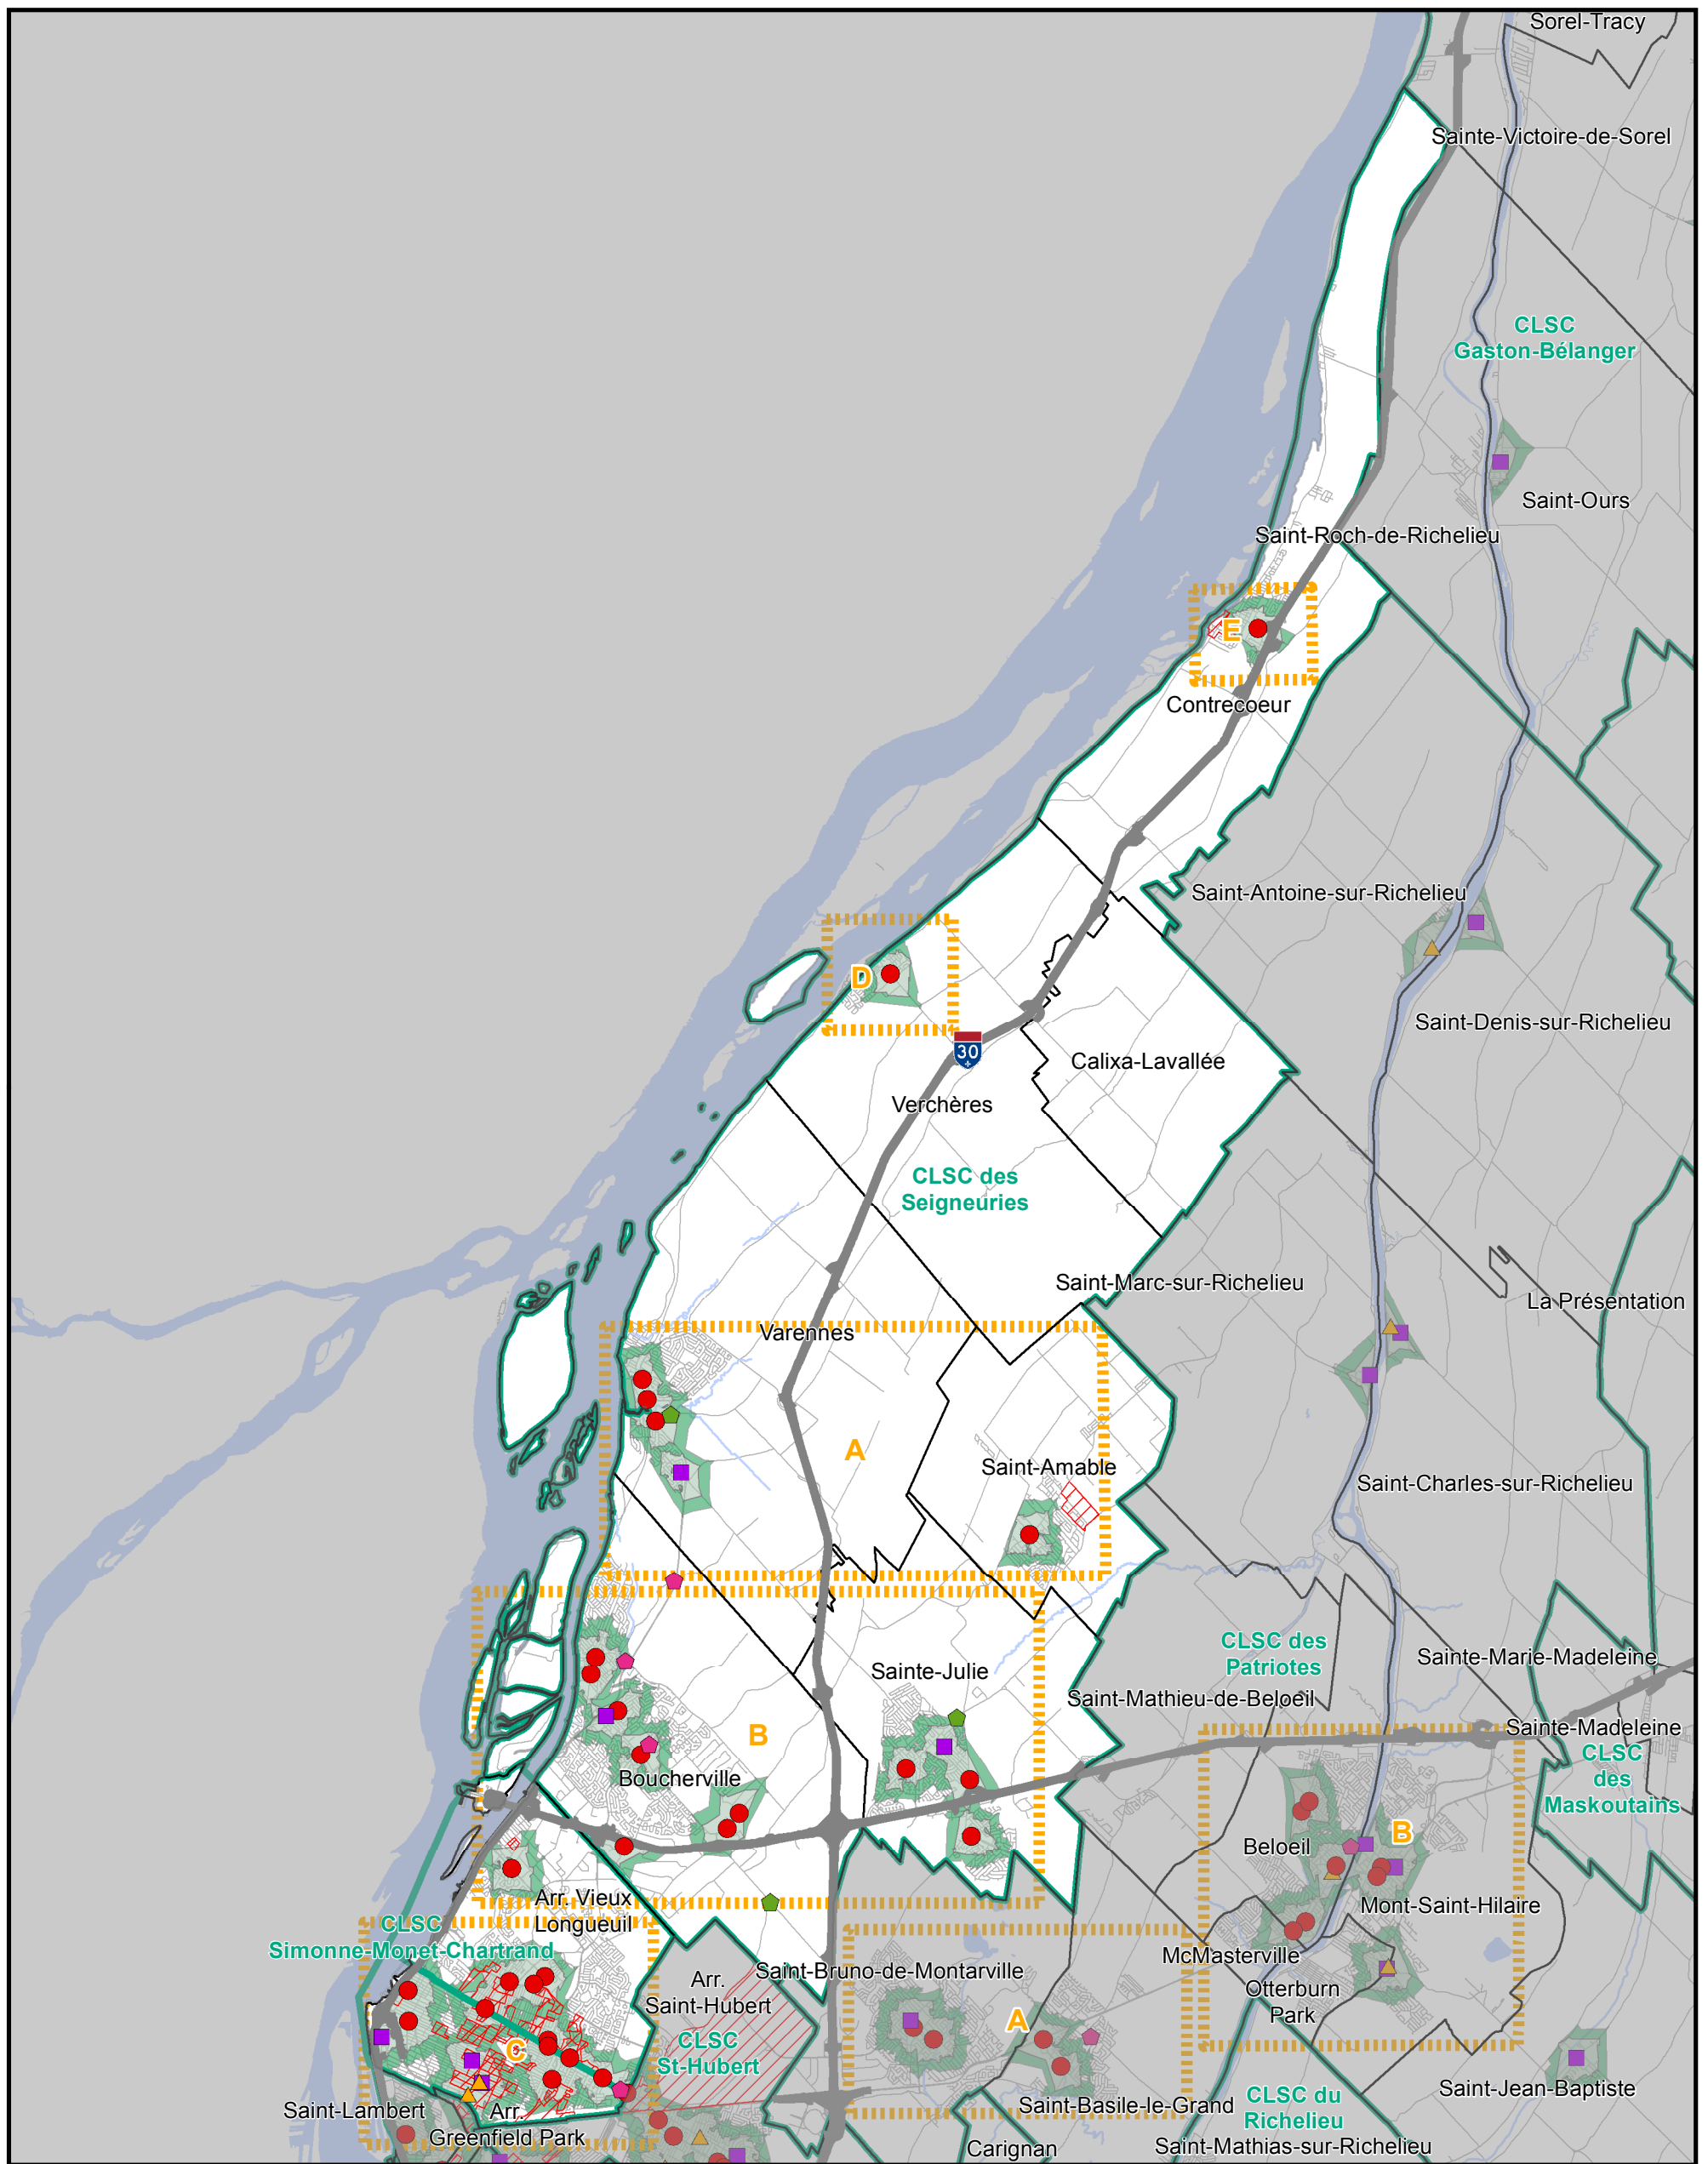 Sorel-Tracy
Sainte-Victoire-de-Sorel
CLSC
Gaston-Bélanger
Saint-Ours
Saint-Roch-de-Richelieu
E
Contrecoeur
Saint-Antoine-sur-Richelieu
D
Saint-Denis-sur-Richelieu
30
Calixa-Lavallée
Verchères
CLSC des
Seigneuries
Saint-Marc-sur-Richelieu
La Présentation
Varennes
A
Saint-Amable
Saint-Charles-sur-Richelieu
CLSC des
Patriotes
Sainte-Marie-Madeleine
Sainte-Julie
Saint-Mathieu-de-Beloeil
B
Sainte-Madeleine
CLSC
des
Maskoutains
Boucherville
B
Beloeil
Arr. Vieux
Longueuil
Mont-Saint-Hilaire
CLSC
Simonne-Monet-Chartrand
McMasterville
Saint-Bruno-de-Montarville
Arr.
Saint-Hubert
Otterburn
Park
A
CLSC
St-Hubert
C
Saint-Jean-Baptiste
CLSC du
Richelieu
Saint-Basile-le-Grand
Saint-Lambert
Arr.
Greenfield Park
Carignan
Saint-Mathias-sur-Richelieu